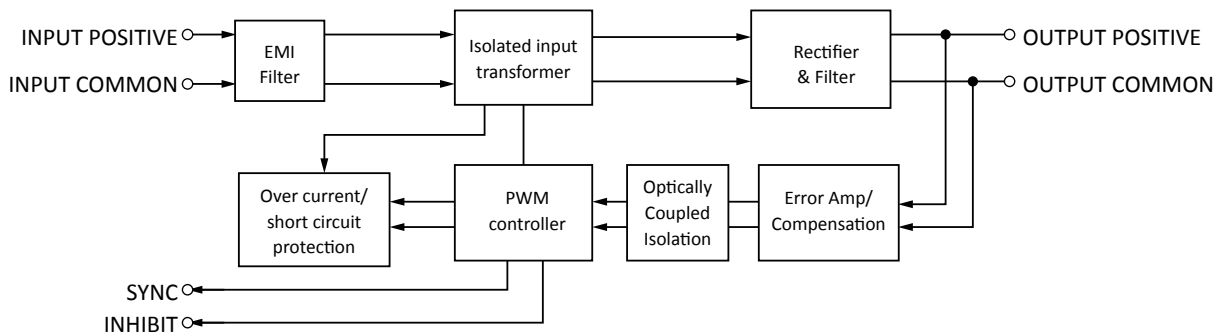 INPUT POSITIVE
INPUT COMMON
EMI
Filter
Isolated input
transformer
Rectifier
& Filter
OUTPUT POSITIVE
OUTPUT COMMON
Over current/
short circuit
protection
PWM
controller
Optically
Coupled
Isolation
Error Amp/
Compensation
SYNC
INHIBIT